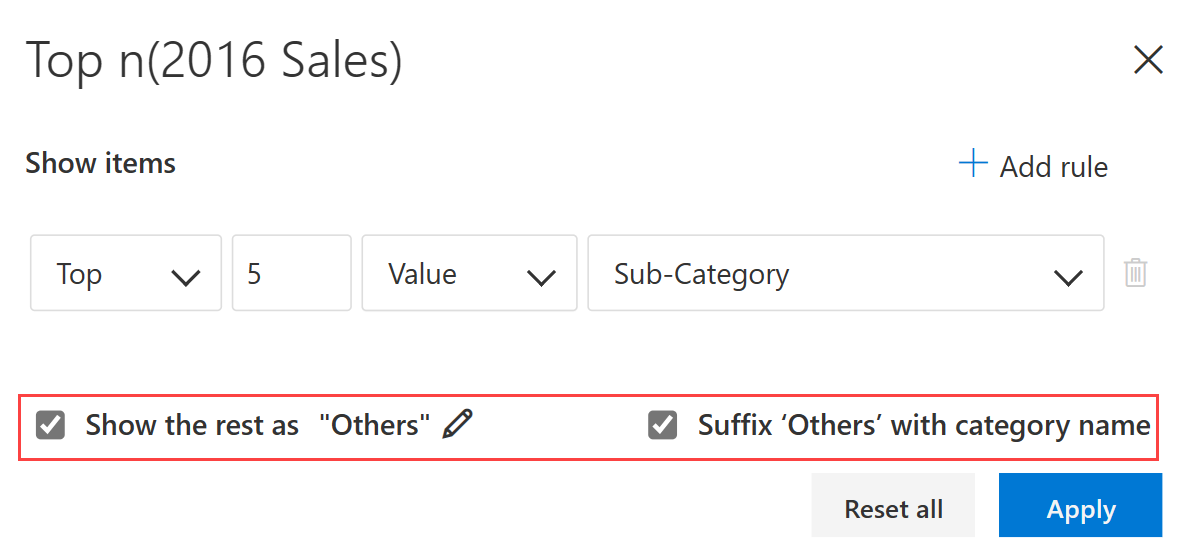 Top n(2016 Sales)
Show items
Add rule
Top 5 Value Sub-Category
Show the rest as "Others" Suffix ‘Others’ with category name
Reset all Apply